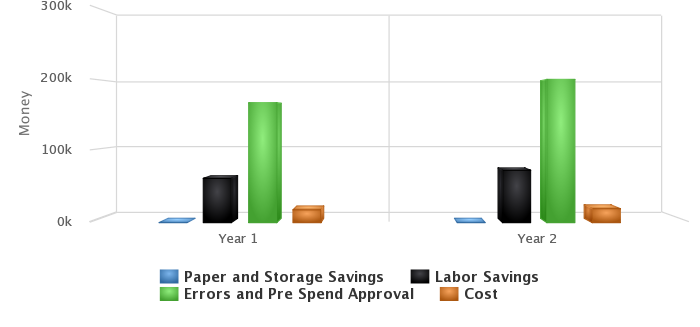 300k
200k
100k
0k
Money
Year 1
Year 2
Paper and Storage Savings
Labor Savings
Errors and Pre Spend Approval
Cost